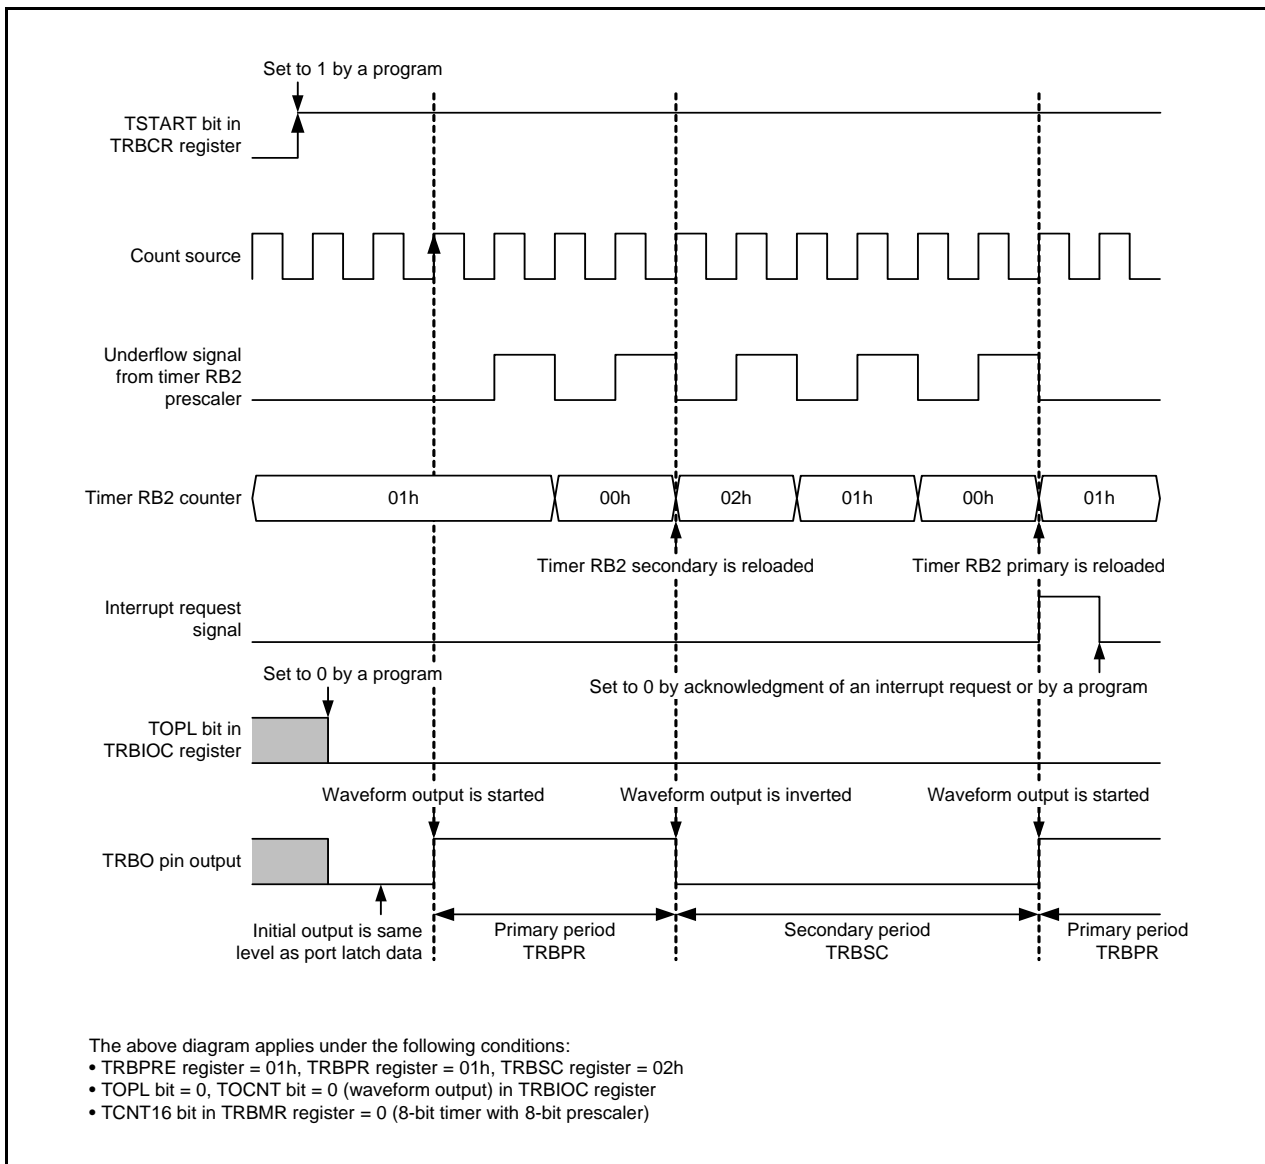 Set to 1 by a program
TSTART bit in
TRBCR register
Count source
Underflow signal
from timer RB2
prescaler
Timer RB2 counter
01h
00h
02h
01h
00h
01h
Timer RB2 secondary is reloaded
Timer RB2 primary is reloaded
Interrupt request
signal
Set to 0 by a program
Set to 0 by acknowledgment of an interrupt request or by a program
TOPL bit in
TRBIOC register
Waveform output is started
Waveform output is inverted
Waveform output is started
TRBO pin output
Initial output is same
level as port latch data
Primary period
TRBPR
Secondary period
TRBSC
Primary period
TRBPR
The above diagram applies under the following conditions:
• TRBPRE register = 01h, TRBPR register = 01h, TRBSC register = 02h
• TOPL bit = 0, TOCNT bit = 0 (waveform output) in TRBIOC register
• TCNT16 bit in TRBMR register = 0 (8-bit timer with 8-bit prescaler)